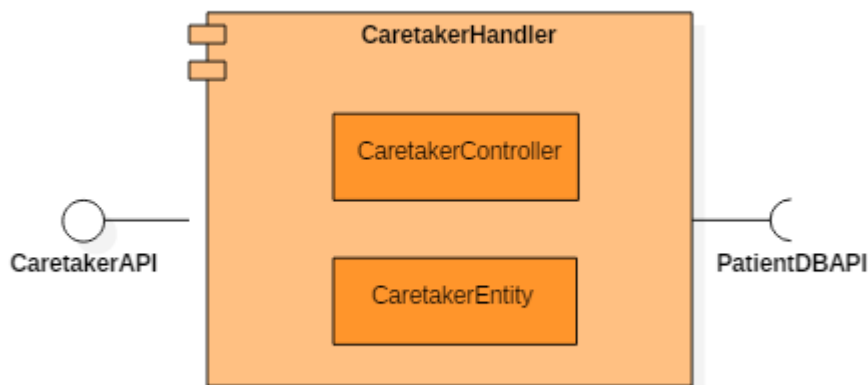 CaretakerHandler
CaretakerController
CaretakerAPI
PatientDBAPI
CaretakerEntity